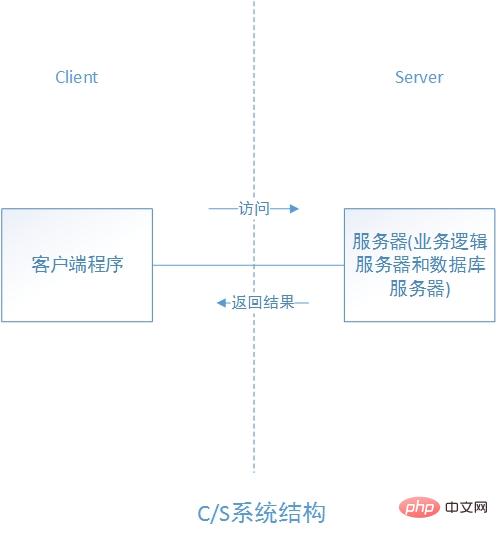 Client
Server
访问
客户端程序
服务器(业务逻辑
服务器和数据库
服务器)
返回结果
C/S系统结构
php 中文网